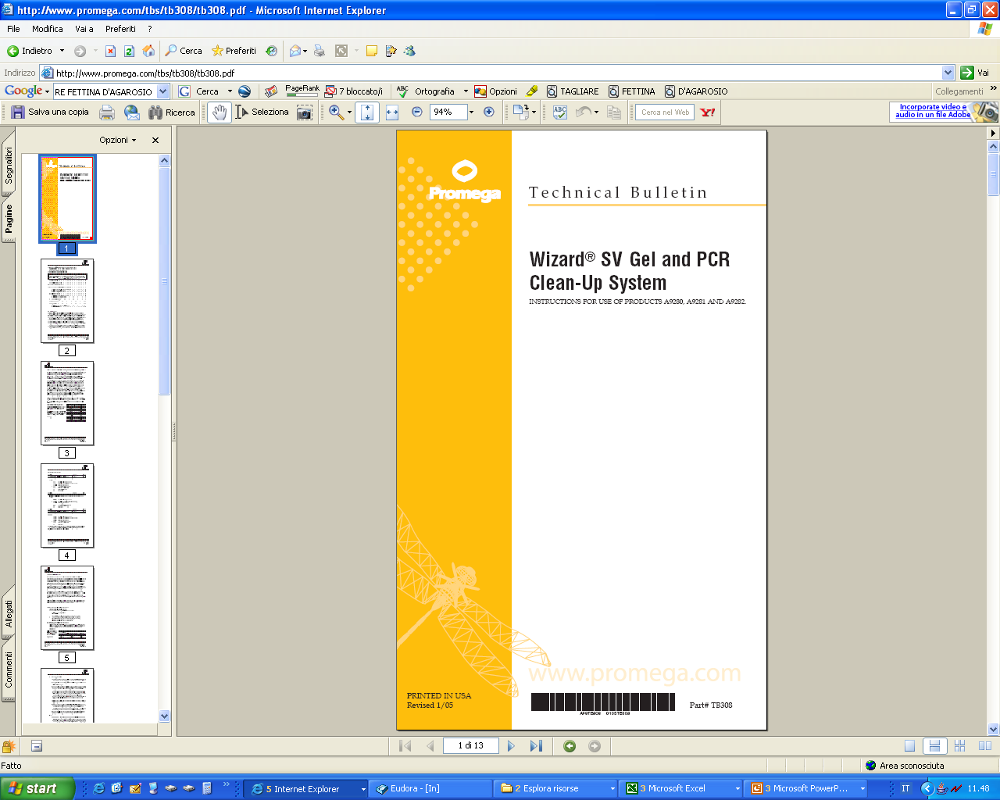 http://www.promega.com/tbs/tb308/tb308.pdf - Microsoft Internet Explorer
File Modifica Vai a Preferiti ?
Indietro Cerca Preferiti
Indirizzo http://www.promega.com/tbs/tb308/tb308.pdf Vai
Google RE FETTINA D'AGAROSIO G Cerca PageRank 7 bloccato/i ABC Ortografia Opzioni TAGLIARE FETTINA D'AGAROSIO Collegamenti »
Salva una copia Ricerca Seleziona 94% ABC Cerca nel Web Y! Incorporate video e
audio in un file Adobe
Opzioni
Segnalibri
Pagine
Allegati
Commenti
1
2
3
4
5
Promega
Technical Bulletin
Wizard® SV Gel and PCR
Clean-Up System
INSTRUCTIONS FOR USE OF PRODUCTS A9280, A9281 AND A9282.
www.promega.com
PRINTED IN USA
Revised 1/05
AF9TB308 0105TB308
Part# TB308
1 di 13
Fatto Area sconosciuta
start » 5 Internet Explorer Eudora - [In] 2 Esplora risorse 3 Microsoft Excel 3 Microsoft PowerP... IT 11.48